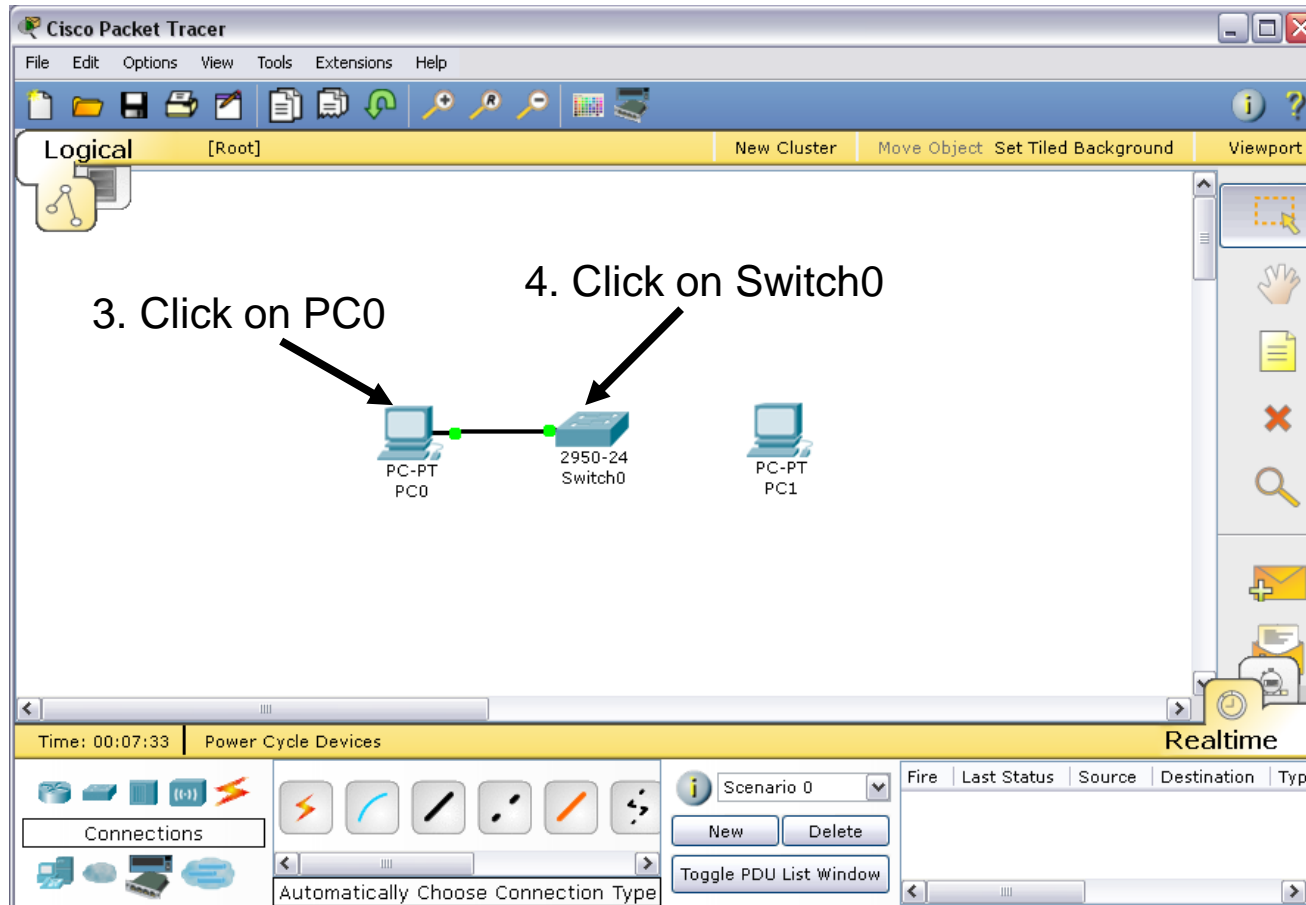 Cisco Packet Tracer
File Edit Options View Tools Extensions Help
Logical [Root] New Cluster Move Object Set Tiled Background Viewport
3. Click on PC0
4. Click on Switch0
PC-PT
PC0
2950-24
Switch0
PC-PT
PC1
Time: 00:07:33 Power Cycle Devices Realtime
Connections
Automatically Choose Connection Type
Scenario 0
New Delete
Toggle PDU List Window
Fire Last Status Source Destination Typ